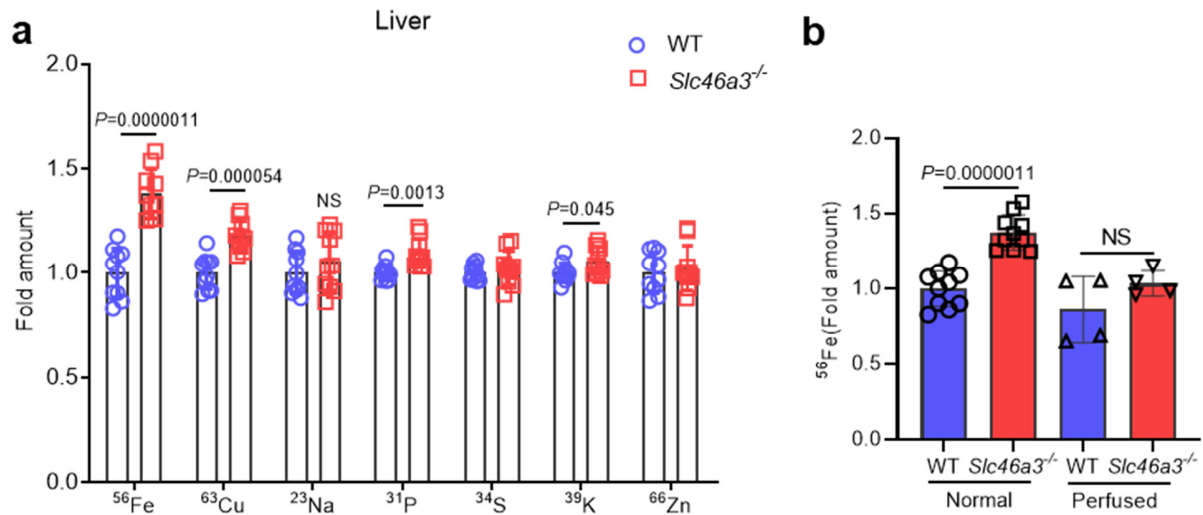 a
Liver
WT
Slc46a3-/-
Fold amount
2.0
1.5
1.0
0.5
0.0
P=0.0000011
P=0.000054
NS
P=0.0013
P=0.045
56Fe
63Cu
23Na
31P
34S
39K
66Zn
b
56Fe(Fold amount)
2.0
1.5
1.0
0.5
0.0
P=0.0000011
NS
WT Slc46a3-/- WT Slc46a3-/-
Normal Perfused